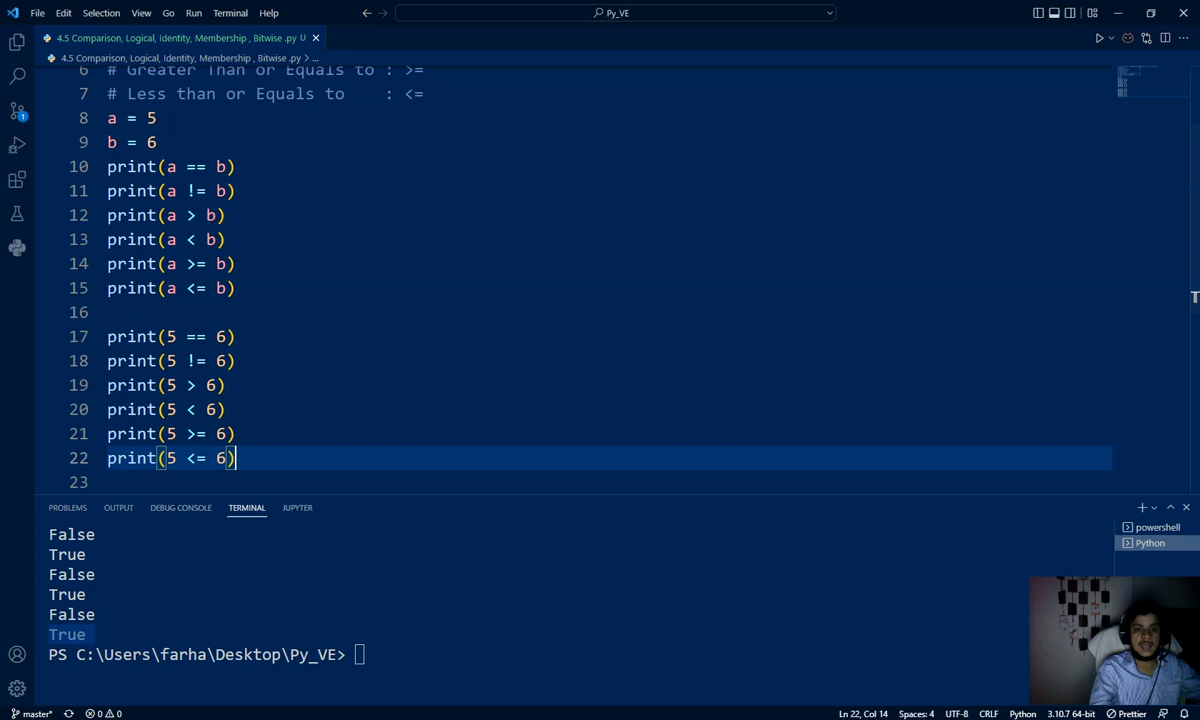 File Edit Selection View Go Run Terminal Help
Py_VE
4.5 Comparison, Logical, Identity, Membership , Bitwise .py U
4.5 Comparison, Logical, Identity, Membership , Bitwise .py > ...
6 # Greater Than or Equals to : >=
7 # Less than or Equals to    : <=
8 a = 5
9 b = 6
10 print(a == b)
11 print(a != b)
12 print(a > b)
13 print(a < b)
14 print(a >= b)
15 print(a <= b)
16
17 print(5 == 6)
18 print(5 != 6)
19 print(5 > 6)
20 print(5 < 6)
21 print(5 >= 6)
22 print(5 <= 6)
23
PROBLEMS OUTPUT DEBUG CONSOLE TERMINAL JUPYTER
False
True
False
True
False
True
PS C:\Users\farha\Desktop\Py_VE>
powershell
Python
1
master* 0 0 Ln 22, Col 14 Spaces: 4 UTF-8 CRLF Python 3.10.7 64-bit Prettier